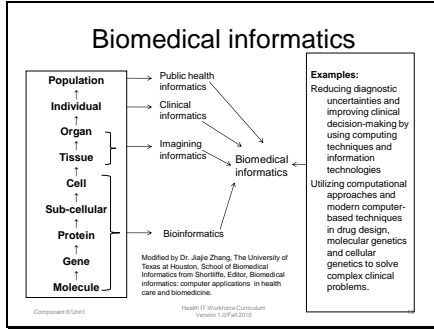 Biomedical informatics
Population
↑
Individual
↑
Organ
↑
Tissue
↑
Cell
↑
Sub-cellular
↑
Protein
↑
Gene
↑
Molecule
Public health
informatics
Clinical
informatics
Imagining
informatics
Bioinformatics
Biomedical
informatics
Examples:
Reducing diagnostic
uncertainties and
improving clinical
decision-making by
using computing
techniques and
information
technologies
Utilizing computational
approaches and
modern computer-
based techniques
in drug design,
molecular genetics
and cellular
genetics to solve
complex clinical
problems.
Modified by Dr. Jiajie Zhang, The University of
Texas at Houston, School of Biomedical
Informatics from Shortliffe, Editor, Biomedical
informatics: computer applications in health
care and biomedicine.
Component 6/Unit1
Health IT Workforce Curriculum
Version 1.0/Fall 2010